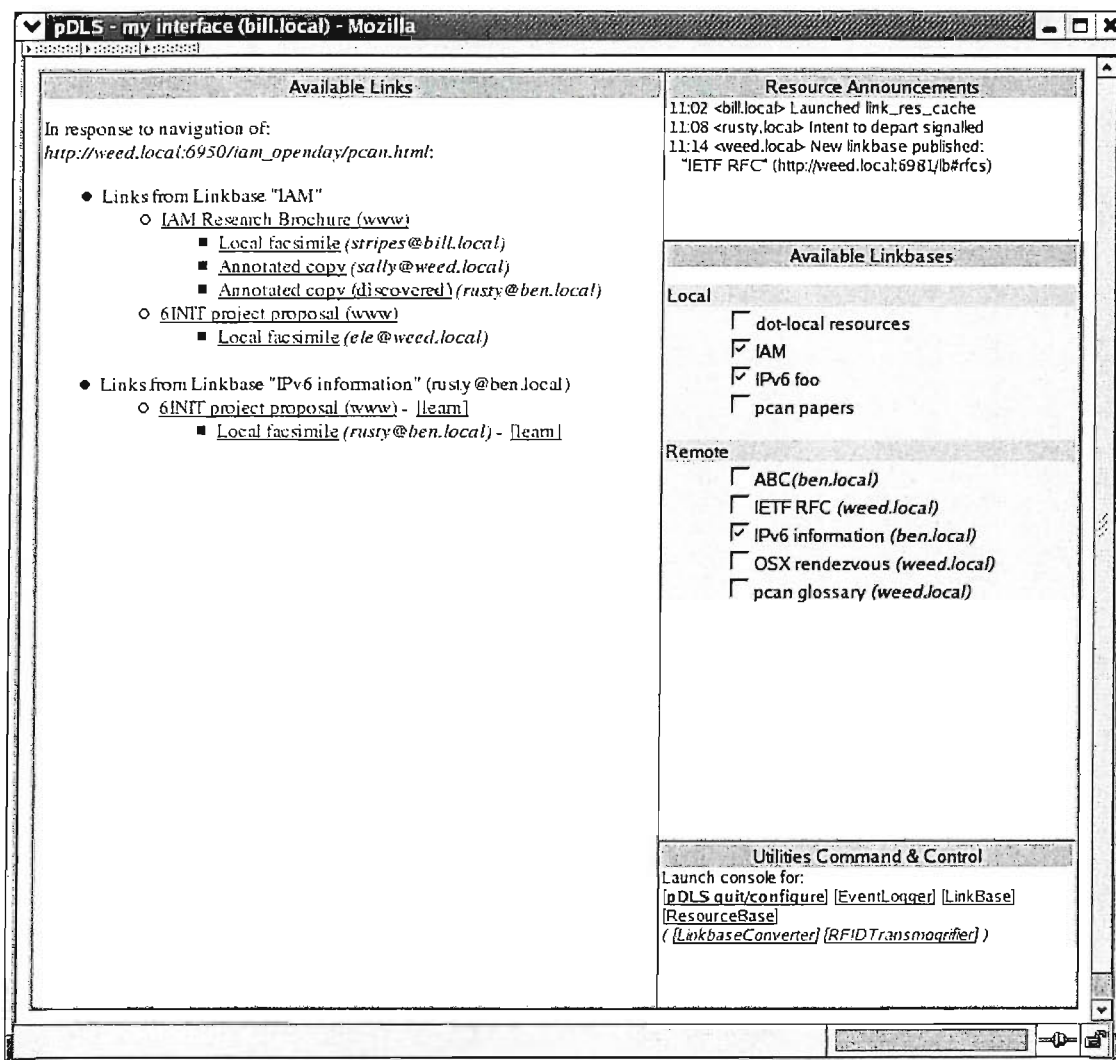 pDLS - my interface (bill.local) - Mozilla
Available Links
In response to navigation of:
http://weed.local:6950/iam_openday/pcan.html:
Links from Linkbase "IAM"
IAM Research Brochure (www)
Local facsimile (stripes@bill.local)
Annotated copy (sally@weed.local)
Annotated copy (discovered) (rusty@ben.local)
6INIT project proposal (www)
Local facsimile (ele@weed.local)
Links from Linkbase "IPv6 information" (rusty@ben.local)
6INIT project proposal (www) - [learn]
Local facsimile (rusty@ben.local) - [learn]
Resource Announcements
11:02 <bill.local> Launched link_res_cache
11:08 <rusty.local> Intent to depart signalled
11:14 <weed.local> New linkbase published:
"IETF RFC" (http://weed.local:6981/lb#rfcs)
Available Linkbases
Local
dot-local resources
IAM
IPv6 foo
pcan papers
Remote
ABC(ben.local)
IETF RFC (weed.local)
IPv6 information (ben.local)
OSX rendezvous (weed.local)
pcan glossary (weed.local)
Utilities Command & Control
Launch console for:
[pDLS quit/configure] [EventLogger] [LinkBase]
[ResourceBase]
( [LinkbaseConverter] [RFIDTransmogrifier] )